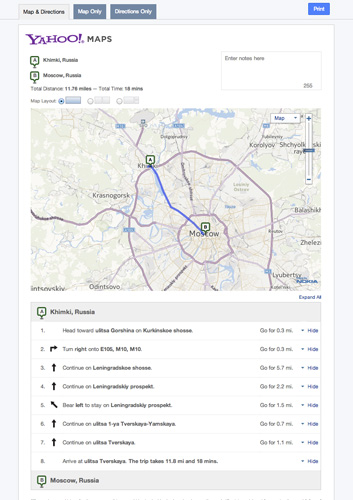 Map & Directions
Map Only
Directions Only
Print
YAHOO! MAPS
A Khimki, Russia
B Moscow, Russia
Enter notes here
255
Total Distance: 11.76 miles — Total Time: 18 mins
Map Layout:
Map
Dolgoprudny
Korolyov
Khimki
Krasnogorsk
Balashikh
Reutov
Moscow
Zhelez
Lyubertsy
Odintsovo
NOKIA
Expand All
A Khimki, Russia
1. Head toward ulitsa Gorshina on Kurkinskoe shosse. Go for 0.3 mi. Hide
2. Turn right onto E105, M10, M10. Go for 0.3 mi. Hide
3. Continue on Leningradskoe shosse. Go for 5.7 mi. Hide
4. Continue on Leningradskiy prospekt. Go for 2.2 mi. Hide
5. Bear left to stay on Leningradskiy prospekt. Go for 1.5 mi. Hide
6. Continue on ulitsa 1-ya Tverskaya-Yamskaya. Go for 0.7 mi. Hide
7. Continue on ulitsa Tverskaya. Go for 1.1 mi. Hide
8. Arrive at ulitsa Tverskaya. The trip takes 11.8 mi and 18 mins. Hide
B Moscow, Russia